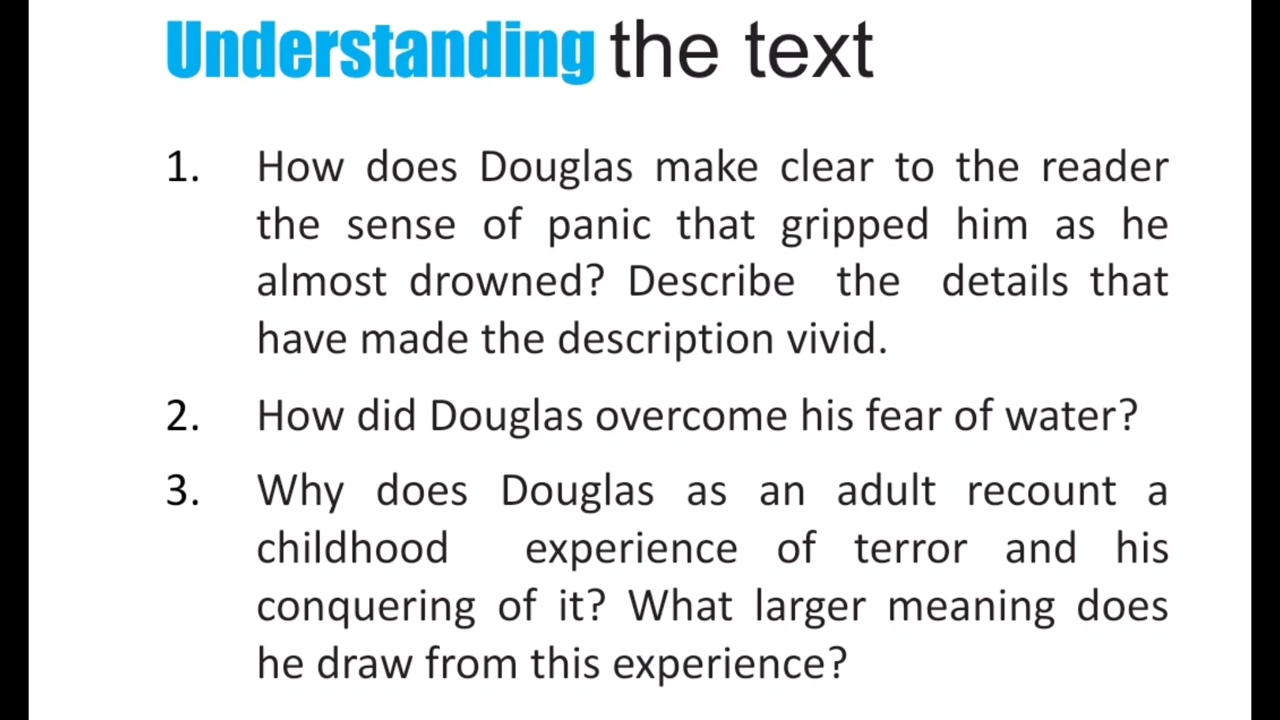 Understanding the text
1. How does Douglas make clear to the reader
the sense of panic that gripped him as he
almost drowned? Describe the details that
have made the description vivid.
2. How did Douglas overcome his fear of water?
3. Why does Douglas as an adult recount a
childhood experience of terror and his
conquering of it? What larger meaning does
he draw from this experience?